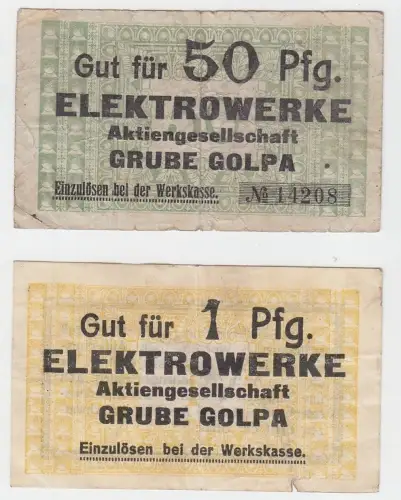 Gut für 50 Pfg.
ELEKTROWERKE
Aktiengesellschaft
GRUBE GOLPA
Einzulösen bei der Werkskasse.
№ 14208
Gut für 1 Pfg.
ELEKTROWERKE
Aktiengesellschaft
GRUBE GOLPA
Einzulösen bei der Werkskasse.